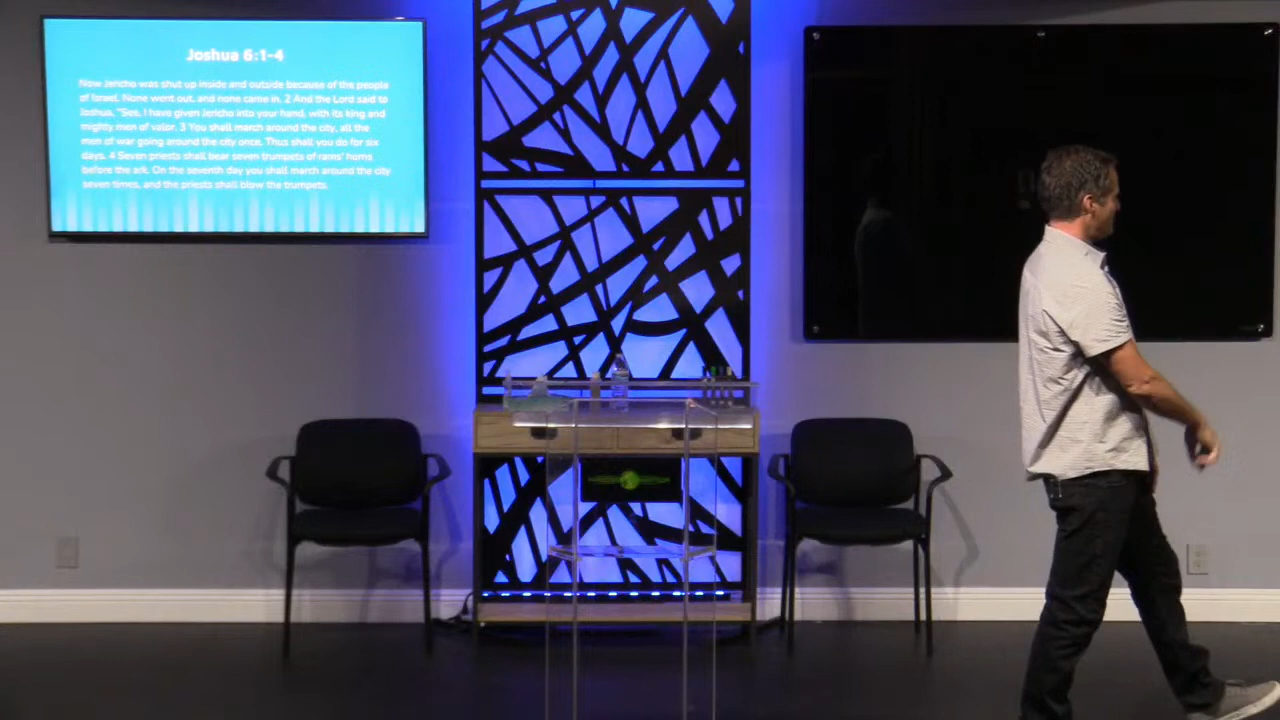 Joshua 6:1-4
Now Jericho was shut up inside and outside because of the people
of Israel. None went out, and none came in. 2 And the Lord said to
Joshua, "See, I have given Jericho into your hand, with its king and
mighty men of valor. 3 You shall march around the city, all the
men of war going around the city once. Thus shall you do for six
days. 4 Seven priests shall bear seven trumpets of rams' horns
before the ark. On the seventh day you shall march around the city
seven times, and the priests shall blow the trumpets.